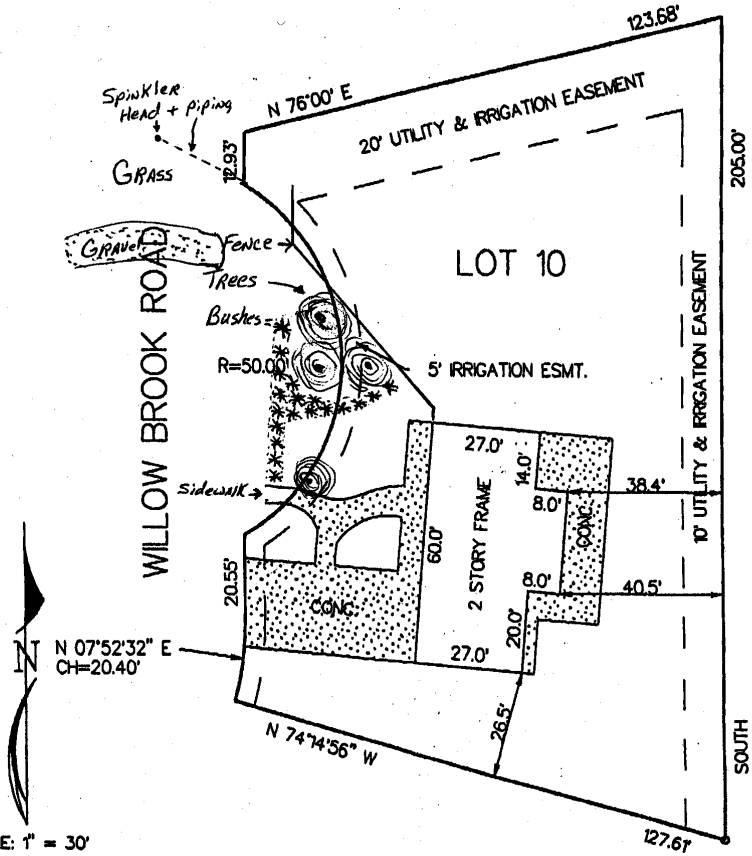 123.68'
Spinkler
Head + piping
N 76°00' E
20' UTILITY & IRRIGATION EASEMENT
12.93'
205.00'
GRASS
GRAVEL
FENCE
LOT 10
TREES
Bushes
R=50.00'
5' IRRIGATION ESMT.
WILLOW BROOK ROAD
10' UTILITY & IRRIGATION EASEMENT
27.0'
14.0'
38.4'
8.0'
Sidewalk
60.0'
2 STORY FRAME
CONC.
20.55'
CONC.
8.0'
40.5'
20.0'
N
N 07°52'32" E
CH=20.40'
27.0'
26.5'
N 74°14'56" W
SOUTH
127.61'
E: 1" = 30'